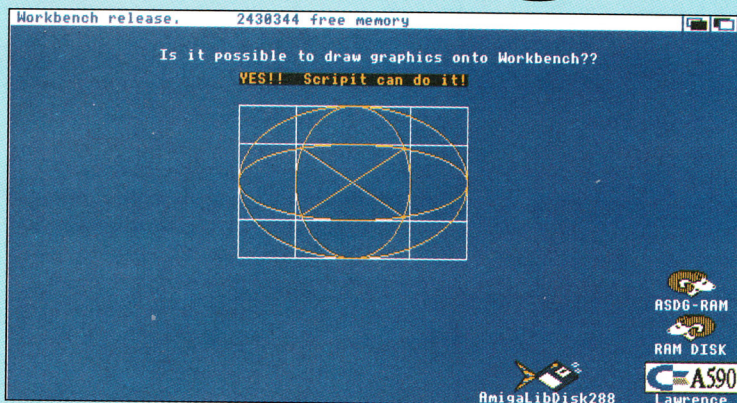 Workbench release.    2430344 free memory
Is it possible to draw graphics onto Workbench??
YES!!  Scripit can do it!
ASDG-RAM
RAM DISK
A590
AmigaLibDisk288
Lawrence